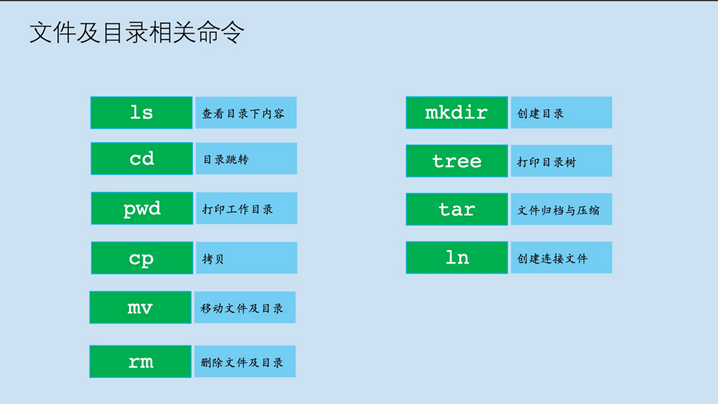 文件及目录相关命令
ls 查看目录下内容
cd 目录跳转
pwd 打印工作目录
cp 拷贝
mv 移动文件及目录
rm 删除文件及目录
mkdir 创建目录
tree 打印目录树
tar 文件归档与压缩
ln 创建连接文件